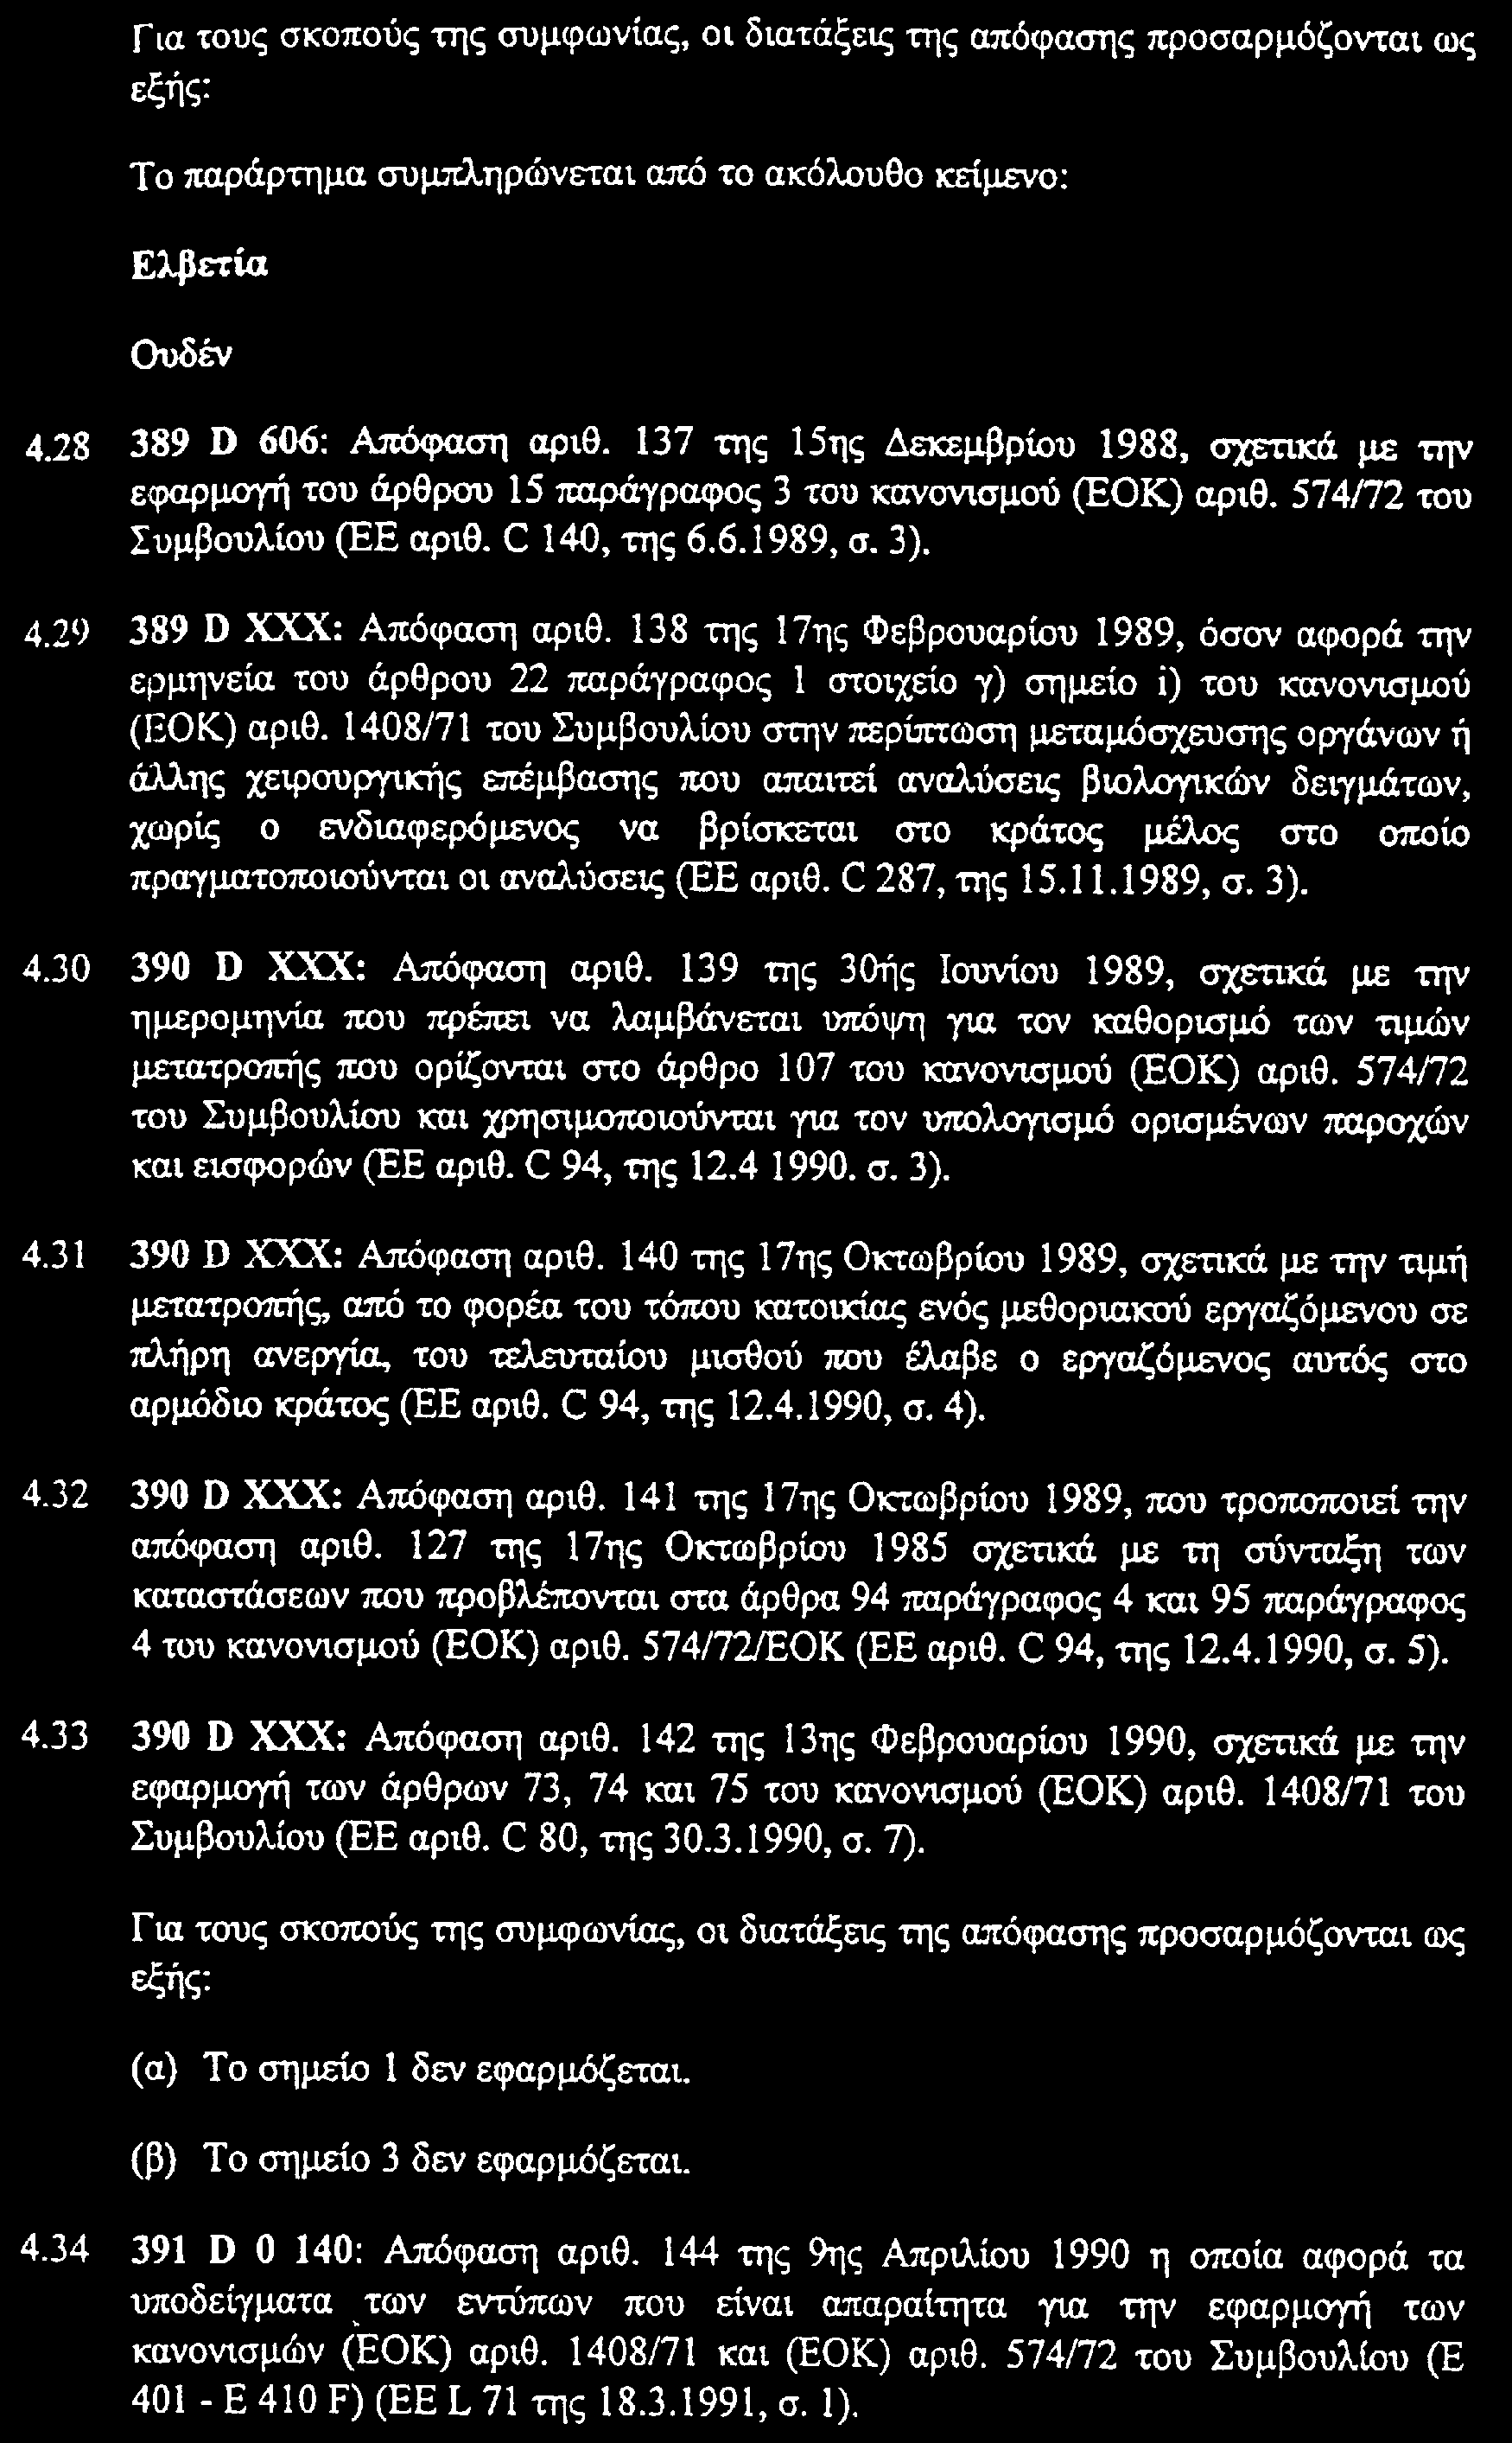 Για τους σκοπούς της συμφωνίας, οι διατάξεις της απόφασης προσαρμόζονται ως
εξής:
Το παράρτημα συμπληρώνεται από το ακόλουθο κείμενο:
Ελβετία
Ουδέν
4.28 389 D 606: Απόφαση αριθ. 137 της 15ης Δεκεμβρίου 1988, σχετικά με την
εφαρμογή του άρθρου 15 παράγραφος 3 του κανονισμού (ΕΟΚ) αριθ. 574/72 του
Συμβουλίου (ΕΕ αριθ. C 140, της 6.6.1989, σ. 3).
4.29 389 D XXX: Απόφαση αριθ. 138 της 17ης Φεβρουαρίου 1989, όσον αφορά την
ερμηνεία του άρθρου 22 παράγραφος 1 στοιχείο γ) σημείο i) του κανονισμού
(ΕΟΚ) αριθ. 1408/71 του Συμβουλίου στην περίπτωση μεταμόσχευσης οργάνων ή
άλλης χειρουργικής επέμβασης που απαιτεί αναλύσεις βιολογικών δειγμάτων,
χωρίς ο ενδιαφερόμενος να βρίσκεται στο κράτος μέλος στο οποίο
πραγματοποιούνται οι αναλύσεις (ΕΕ αριθ. C 287, της 15.11.1989, σ. 3).
4.30 390 D XXX: Απόφαση αριθ. 139 της 30ής Ιουνίου 1989, σχετικά με την
ημερομηνία που πρέπει να λαμβάνεται υπόψη για τον καθορισμό των τιμών
μετατροπής που ορίζονται στο άρθρο 107 του κανονισμού (ΕΟΚ) αριθ. 574/72
του Συμβουλίου και χρησιμοποιούνται για τον υπολογισμό ορισμένων παροχών
και εισφορών (ΕΕ αριθ. C 94, της 12.4 1990. σ. 3).
4.31 390 D XXX: Απόφαση αριθ. 140 της 17ης Οκτωβρίου 1989, σχετικά με την τιμή
μετατροπής, από το φορέα του τόπου κατοικίας ενός μεθοριακού εργαζόμενου σε
πλήρη ανεργία, του τελευταίου μισθού που έλαβε ο εργαζόμενος αυτός στο
αρμόδιο κράτος (ΕΕ αριθ. C 94, της 12.4.1990, σ. 4).
4.32 390 D XXX: Απόφαση αριθ. 141 της 17ης Οκτωβρίου 1989, που τροποποιεί την
απόφαση αριθ. 127 της 17ης Οκτωβρίου 1985 σχετικά με τη σύνταξη των
καταστάσεων που προβλέπονται στα άρθρα 94 παράγραφος 4 και 95 παράγραφος
4 του κανονισμού (ΕΟΚ) αριθ. 574/72/ΕΟΚ (ΕΕ αριθ. C 94, της 12.4.1990, σ. 5).
4.33 390 D XXX: Απόφαση αριθ. 142 της 13ης Φεβρουαρίου 1990, σχετικά με την
εφαρμογή των άρθρων 73, 74 και 75 του κανονισμού (ΕΟΚ) αριθ. 1408/71 του
Συμβουλίου (ΕΕ αριθ. C 80, της 30.3.1990, σ. 7).
Για τους σκοπούς της συμφωνίας, οι διατάξεις της απόφασης προσαρμόζονται ως
εξής:
(α) Το σημείο 1 δεν εφαρμόζεται.
(β) Το σημείο 3 δεν εφαρμόζεται.
4.34 391 D 0 140: Απόφαση αριθ. 144 της 9ης Απριλίου 1990 η οποία αφορά τα
υποδείγματα των εντύπων που είναι απαραίτητα για την εφαρμογή των
κανονισμών (ΕΟΚ) αριθ. 1408/71 και (ΕΟΚ) αριθ. 574/72 του Συμβουλίου (Ε
401 - Ε 410 F) (ΕΕ L 71 της 18.3.1991, σ. 1).